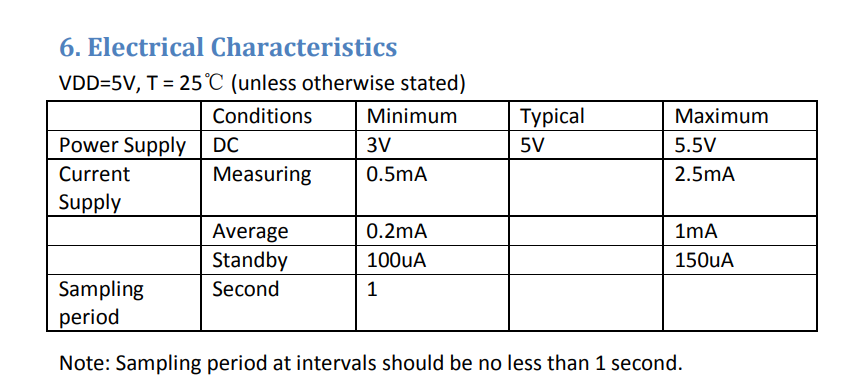 6. Electrical Characteristics
VDD=5V, T = 25℃ (unless otherwise stated)
Conditions Minimum Typical Maximum
Power Supply DC 3V 5V 5.5V
Current Measuring 0.5mA 2.5mA
Supply
Average 0.2mA 1mA
Standby 100uA 150uA
Sampling Second 1
period
Note: Sampling period at intervals should be no less than 1 second.